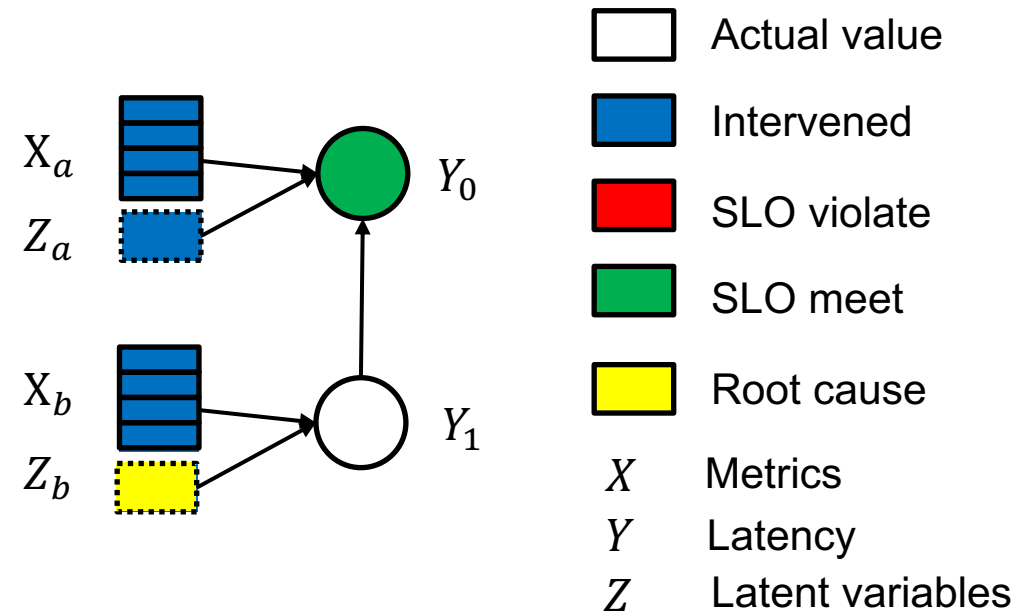 X𝑎
𝑍𝑎
𝑌0
X𝑏
𝑍𝑏
𝑌1
Actual value
Intervened
SLO violate
SLO meet
Root cause
𝑋 Metrics
𝑌 Latency
𝑍 Latent variables